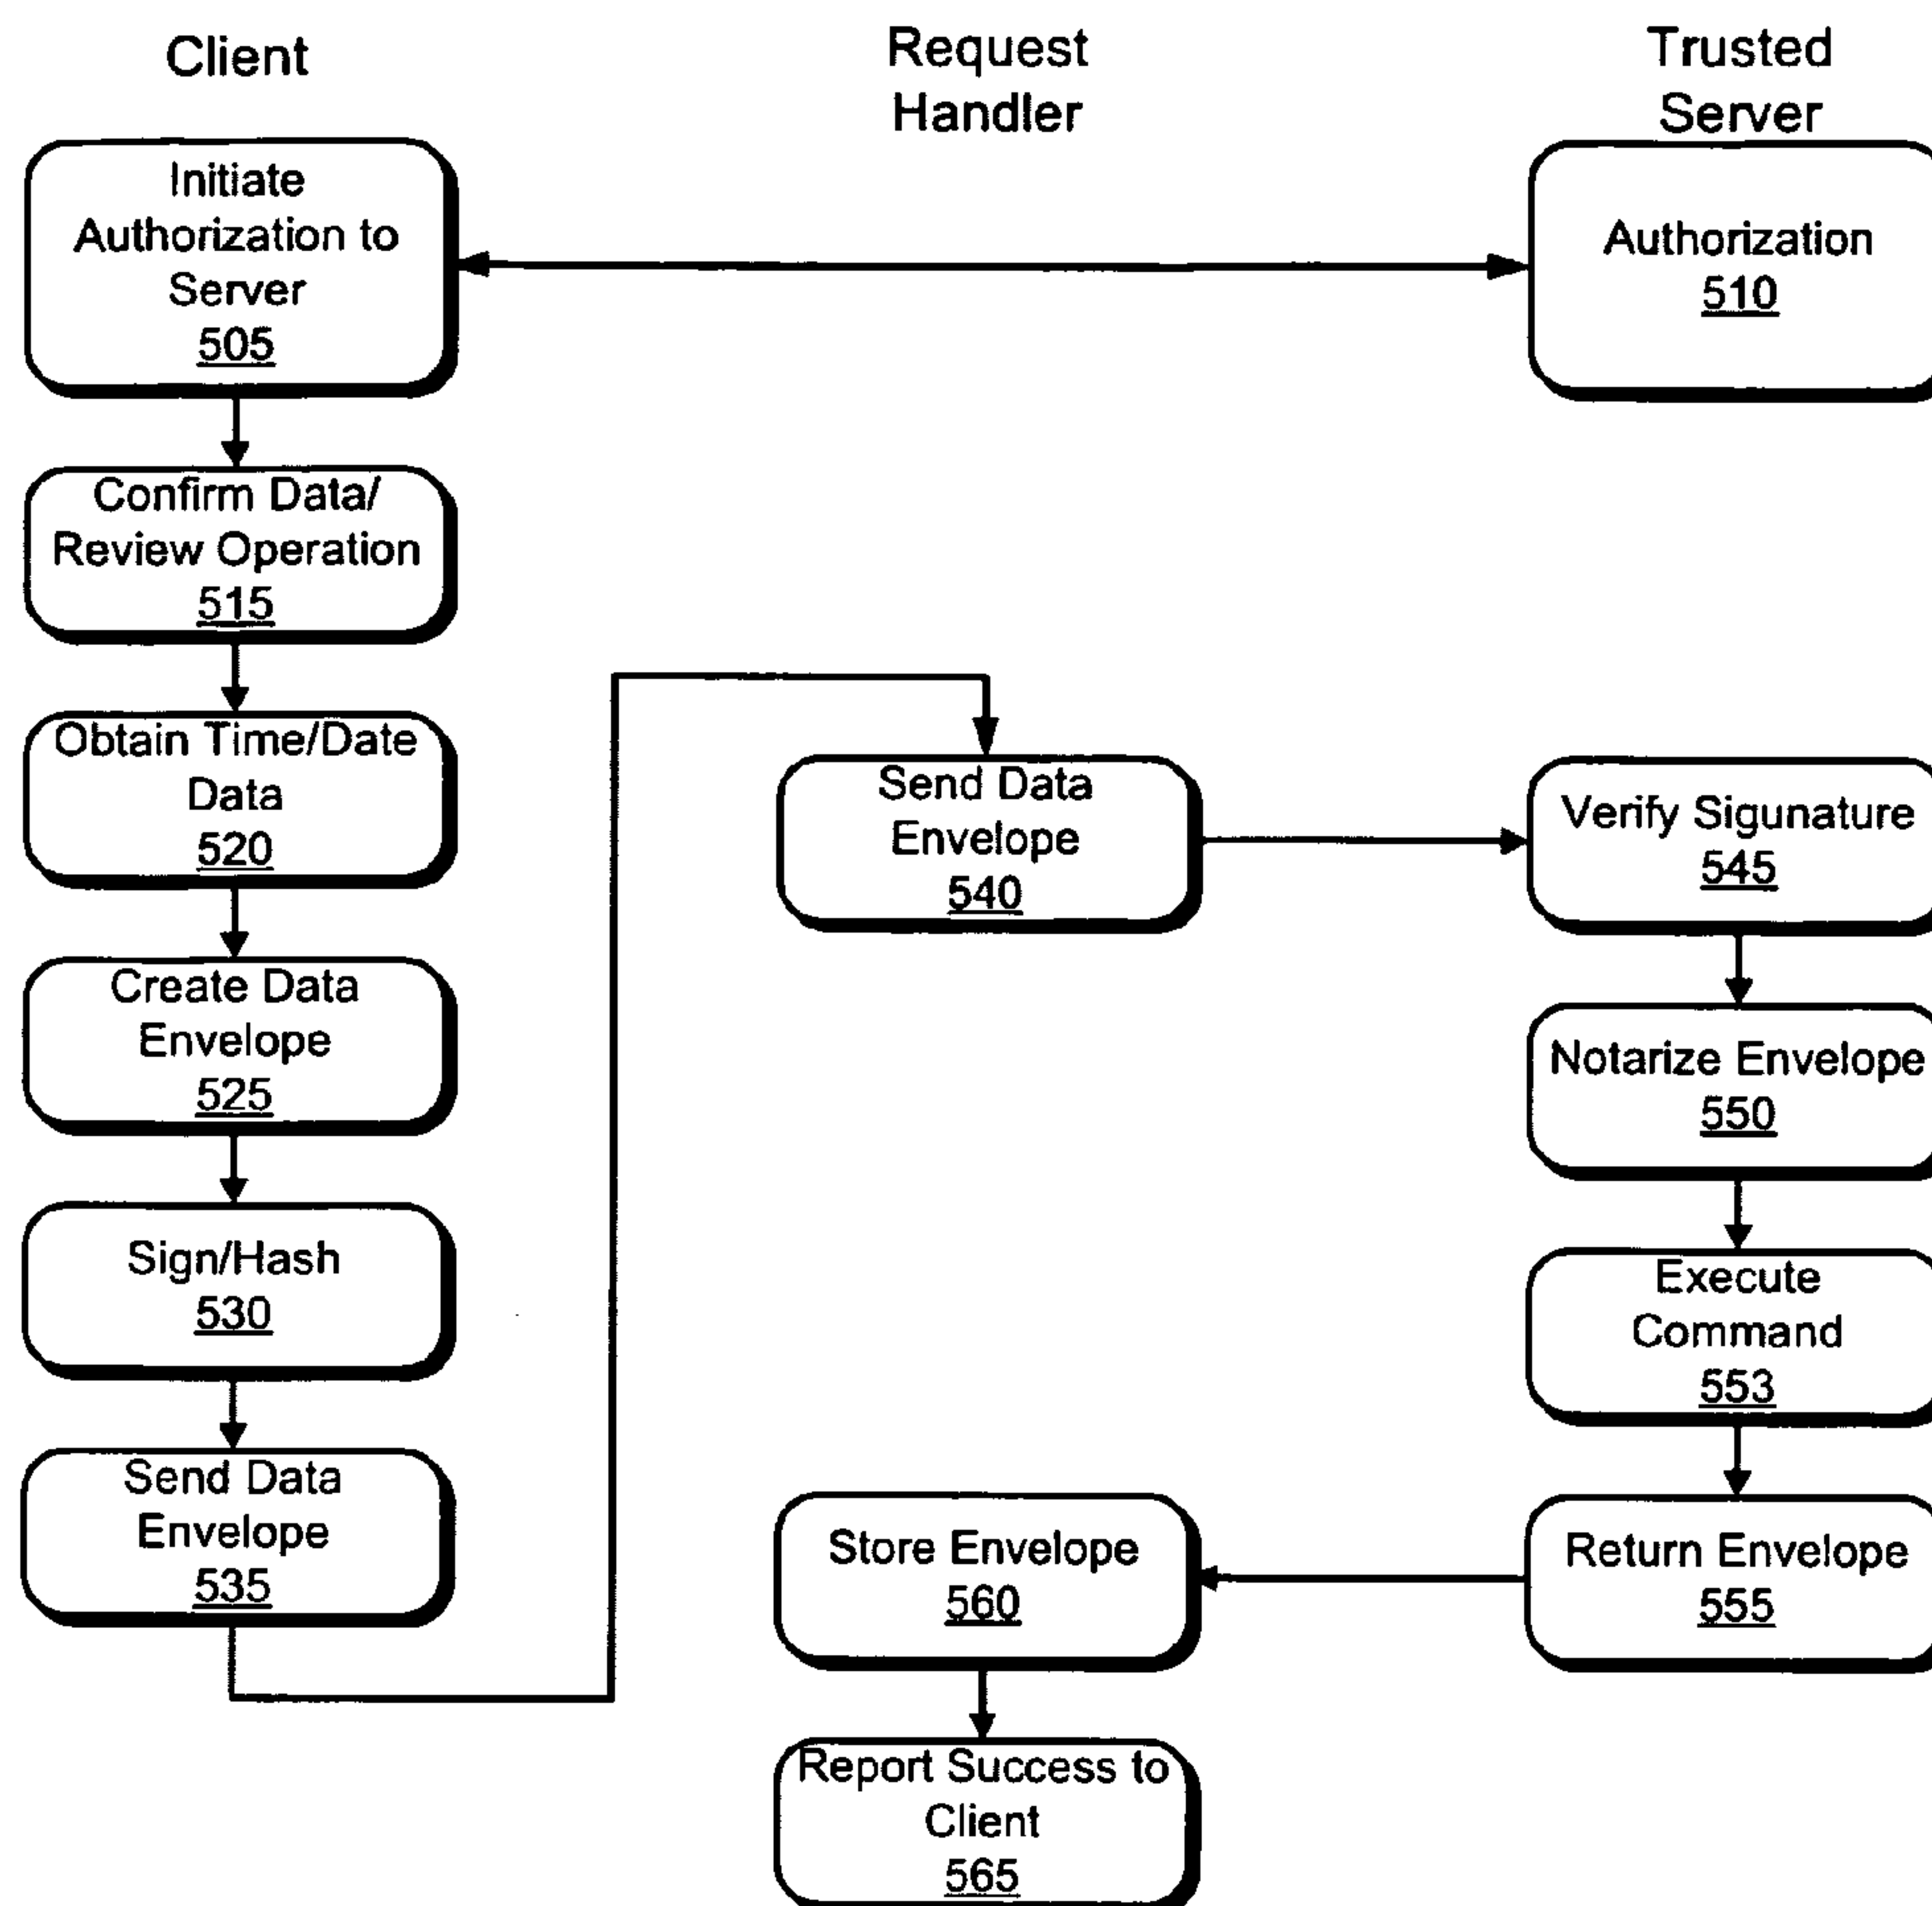 Client
Request
Handler
Trusted
Server
Initiate
Authorization to
Server
505
Authorization
510
Confirm Data/
Review Operation
515
Obtain Time/Date
Data
520
Create Data
Envelope
525
Sign/Hash
530
Send Data
Envelope
535
Send Data
Envelope
540
Verify Sigunature
545
Notarize Envelope
550
Execute
Command
553
Return Envelope
555
Store Envelope
560
Report Success to
Client
565